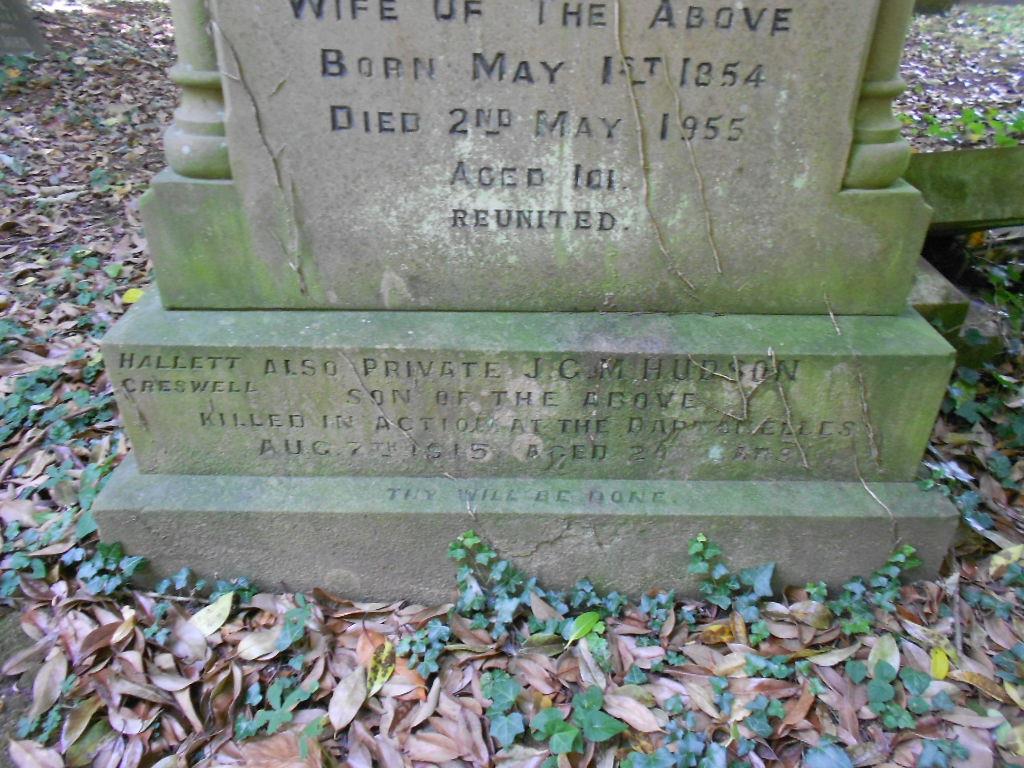 WIFE OF THE ABOVE
BORN MAY 1ST 1854
DIED 2ND MAY 1955
AGED 101.
REUNITED.
HALLETT ALSO PRIVATE J.G.M. HUDSON
CRESWELL SON OF THE ABOVE
KILLED IN ACTION AT THE DARDANELLES
AUG. 7TH 1915 AGED
THY WILL BE DONE.